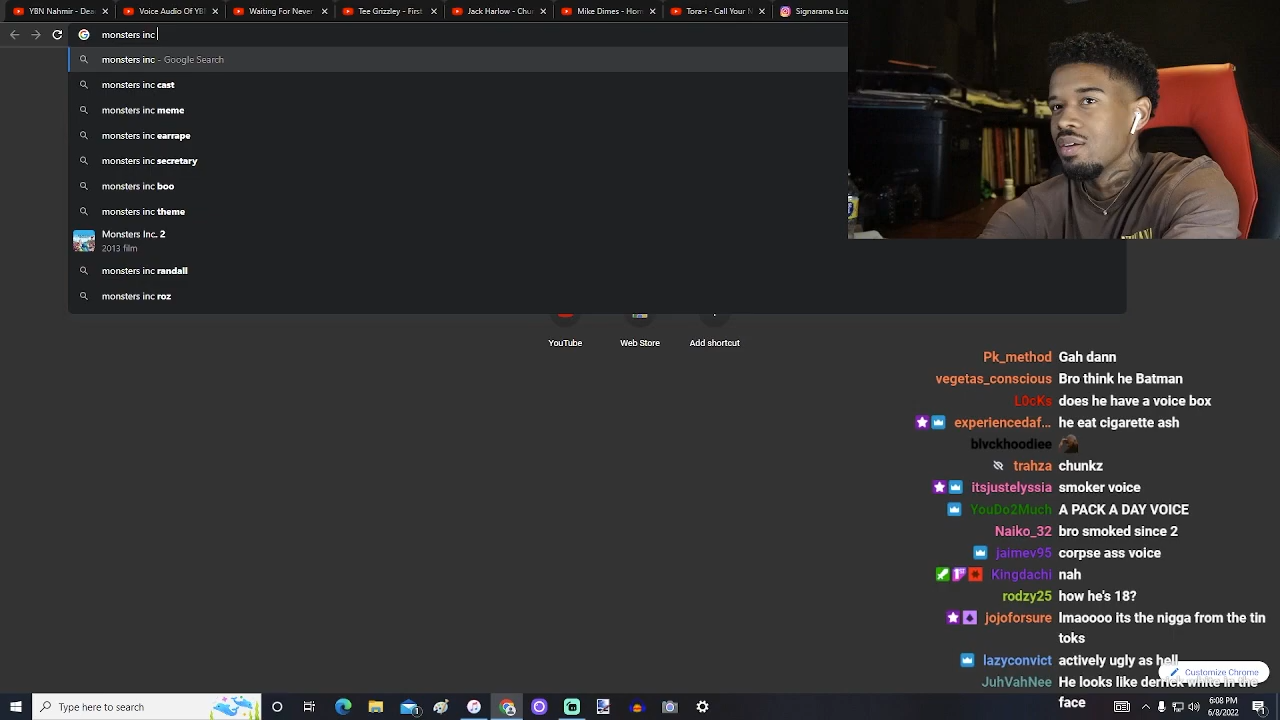 YBN Nahmir - Dee
Voice Audio Of YBI
Waiting For Never
Tee Grizzley - First
Jack Harlow - Chur
Mike Dimes - Hom
Tora-i - Call Your N
Signarama Lou
monsters inc
monsters inc - Google Search
monsters inc cast
monsters inc meme
monsters inc earrape
monsters inc secretary
monsters inc boo
monsters inc theme
Monsters Inc. 2
2013 film
monsters inc randall
monsters inc roz
YouTube
Web Store
Add shortcut
Pk_method Gah dann
vegetas_conscious Bro think he Batman
L0cKs does he have a voice box
experiencedaf... he eat cigarette ash
blvckhoodiee
trahza chunkz
itsjustelyssia smoker voice
YouDo2Much A PACK A DAY VOICE
Naiko_32 bro smoked since 2
jaimev95 corpse ass voice
Kingdachi nah
rodzy25 how he's 18?
jojoforsure lmaoooo its the nigga from the tin
toks
lazyconvict actively ugly as hell
Customize Chrome
JuhVahNee He looks like derrick white in the
face
Type here to search
6:08 PM
6/8/2022